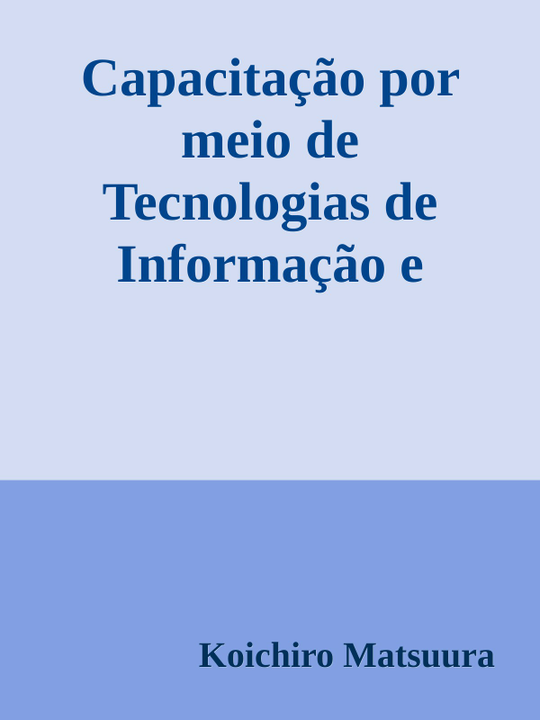 Capacitação por
meio de
Tecnologias de
Informação e
Koichiro Matsuura